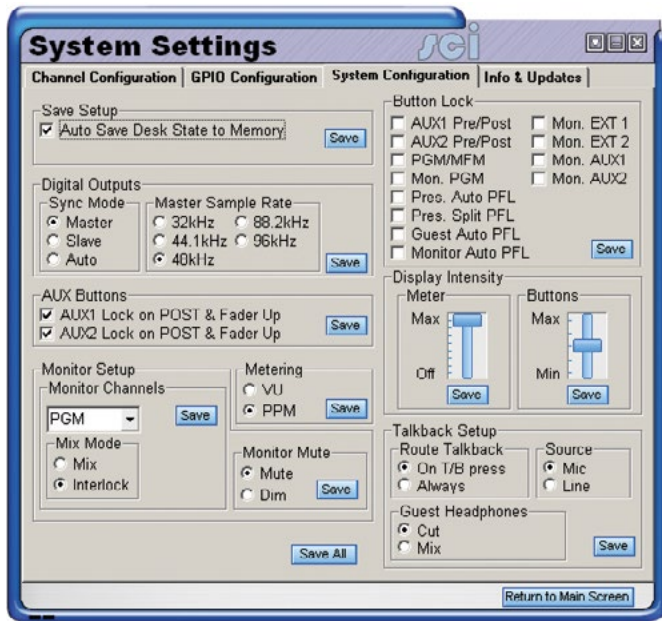 System Settings
sci
Channel Configuration
GPIO Configuration
System Configuration
Info & Updates
Save Setup
Auto Save Desk State to Memory
Save
Digital Outputs
Sync Mode
Master
Slave
Auto
Master Sample Rate
32kHz
88.2kHz
44.1kHz
96kHz
40kHz
Save
AUX Buttons
AUX1 Lock on POST & Fader Up
AUX2 Lock on POST & Fader Up
Save
Monitor Setup
Monitor Channels
PGM
Save
Mix Mode
Mix
Interlock
Metering
VU
PPM
Save
Monitor Mute
Mute
Dim
Save
Save All
Button Lock
AUX1 Pre/Post
Mon. EXT 1
AUX2 Pre/Post
Mon. EXT 2
PGM/MFM
Mon. AUX1
Mon. PGM
Mon. AUX2
Pres. Auto PFL
Pres. Split PFL
Guest Auto PFL
Monitor Auto PFL
Save
Display Intensity
Meter
Max
Off
Save
Buttons
Max
Min
Save
Talkback Setup
Route Talkback
On T/B press
Always
Source
Mic
Line
Guest Headphones
Cut
Mix
Save
Return to Main Screen